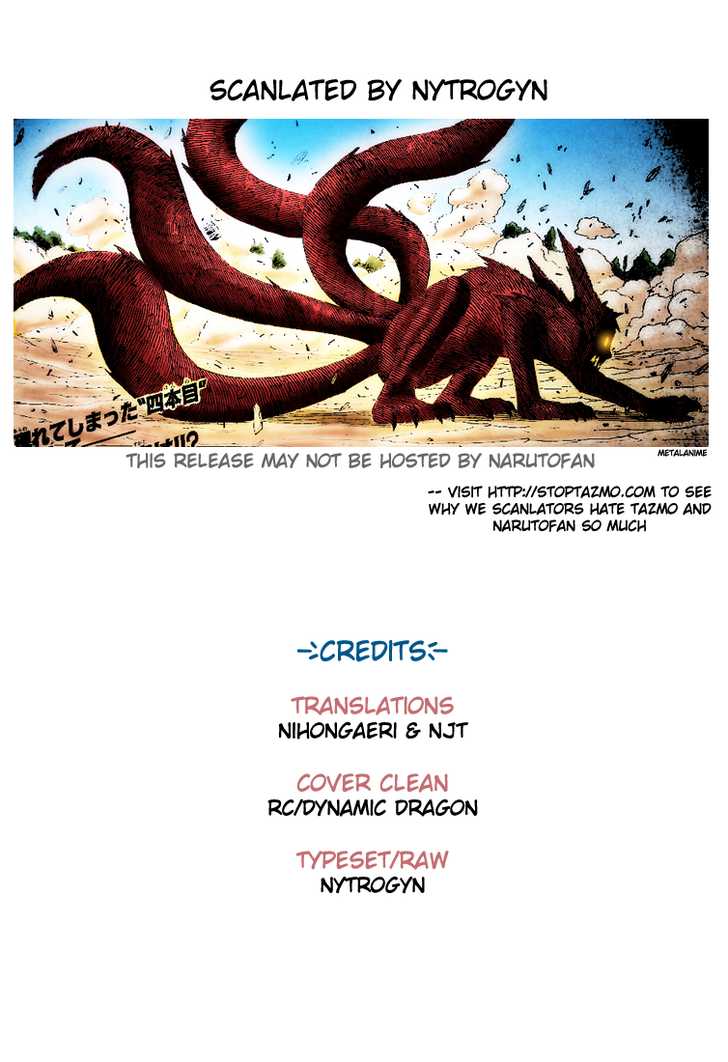 SCANLATED BY NYTROGYN
れてしまった"四本目"
!!?
METALANIME
THIS RELEASE MAY NOT BE HOSTED BY NARUTOFAN
-- VISIT HTTP://STOPTAZMO.COM TO SEE
WHY WE SCANLATORS HATE TAZMO AND
NARUTOFAN SO MUCH
CREDITS
TRANSLATIONS
NIHONGAERI & NJT
COVER CLEAN
RC/DYNAMIC DRAGON
TYPESET/RAW
NYTROGYN